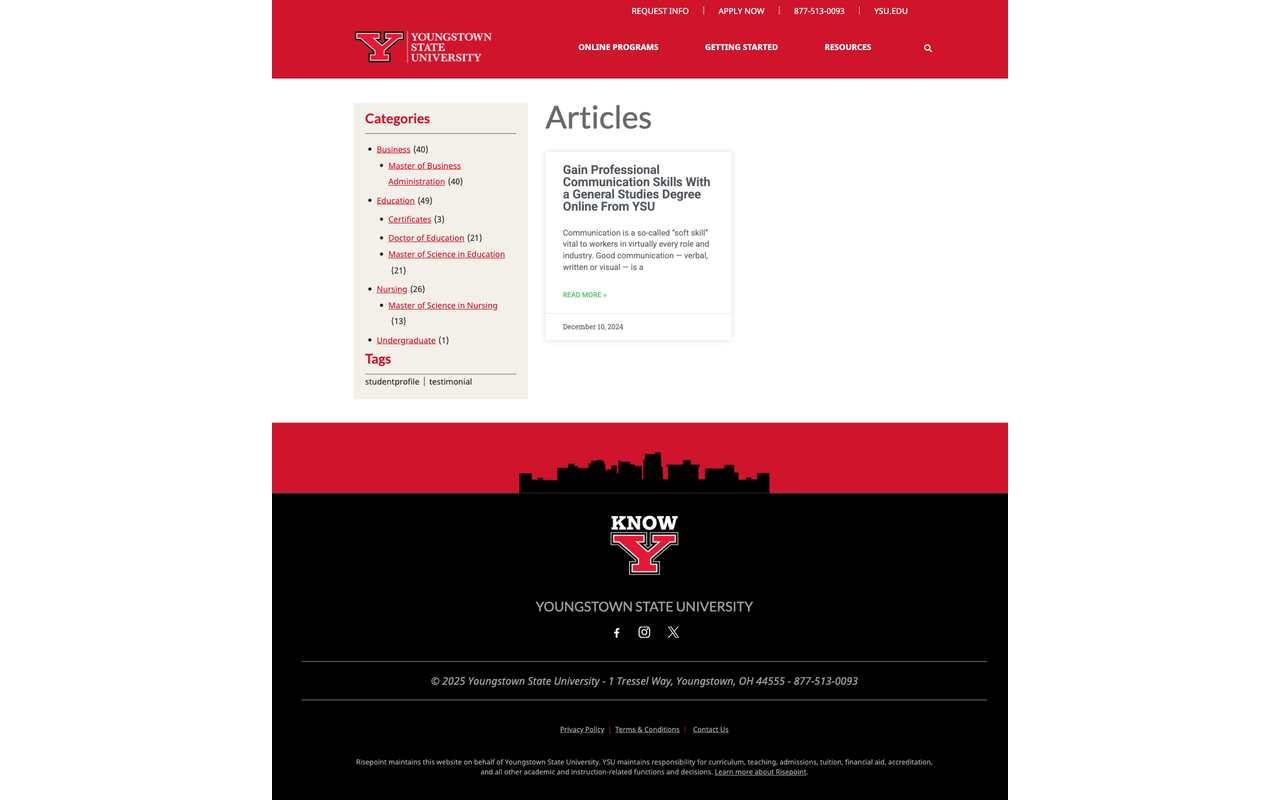 REQUEST INFO
APPLY NOW
877-513-0093
YSU.EDU
Y YOUNGSTOWN
STATE
UNIVERSITY
ONLINE PROGRAMS
GETTING STARTED
RESOURCES
Categories
Business (40)
Master of Business
Administration (40)
Education (49)
Certificates (3)
Doctor of Education (21)
Master of Science in Education
(21)
Nursing (26)
Master of Science in Nursing
(13)
Undergraduate (1)
Tags
studentprofile | testimonial
Articles
Gain Professional
Communication Skills With
a General Studies Degree
Online From YSU
Communication is a so-called “soft skill”
vital to workers in virtually every role and
industry. Good communication — verbal,
written or visual — is a
READ MORE »
December 10, 2024
KNOW
Y
YOUNGSTOWN STATE UNIVERSITY
© 2025 Youngstown State University - 1 Tressel Way, Youngstown, OH 44555 - 877-513-0093
Privacy Policy | Terms & Conditions | Contact Us
Risepoint maintains this website on behalf of Youngstown State University. YSU maintains responsibility for curriculum, teaching, admissions, tuition, financial aid, accreditation,
and all other academic and instruction-related functions and decisions. Learn more about Risepoint.